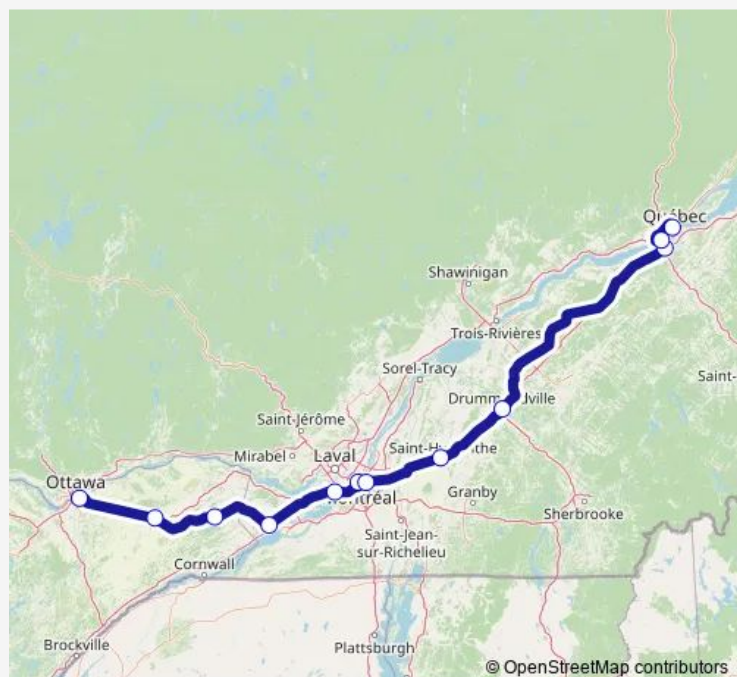 Québec
Shawinigan
Trois-Rivières
Saint-
Sorel-Tracy
Drummondville
Saint-Jérôme
Mirabel
Laval
Saint-Hyacinthe
Ottawa
Montréal
Granby
Sherbrooke
Saint-Jean-
sur-Richelieu
Cornwall
Brockville
Plattsburgh
© OpenStreetMap contributors